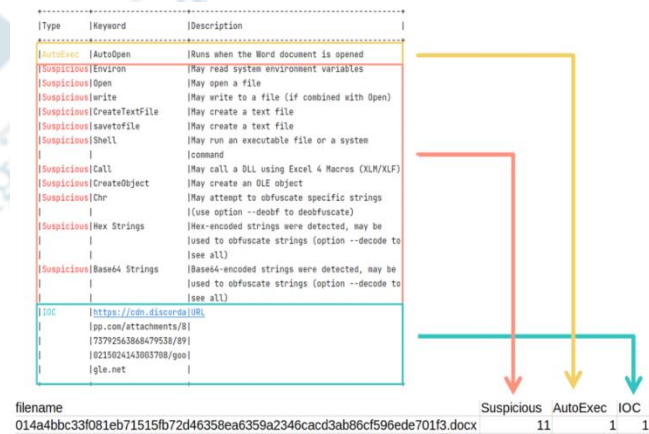 |Type |Keyword |Description |
|AutoExec |AutoOpen |Runs when the Word document is opened
|Suspicious|Environ |May read system environment variables
|Suspicious|Open |May open a file
|Suspicious|write |May write to a file (if combined with Open)
|Suspicious|CreateTextFile |May create a text file
|Suspicious|savetofile |May create a text file
|Suspicious|Shell |May run an executable file or a system
| | |command
|Suspicious|Call |May call a DLL using Excel 4 Macros (XLM/XLF)
|Suspicious|CreateObject |May create an OLE object
|Suspicious|Chr |May attempt to obfuscate specific strings
| | |(use option --deobf to deobfuscate)
|Suspicious|Hex Strings |Hex-encoded strings were detected, may be
| | |used to obfuscate strings (option --decode to
| | |see all)
|Suspicious|Base64 Strings |Base64-encoded strings were detected, may be
| | |used to obfuscate strings (option --decode to
| | |see all)
|IOC |https://cdn.discorda|URL
| |pp.com/attachments/8|
| |73792563868479538/89|
| |0215024143003708/goo|
| |gle.net
filename Suspicious AutoExec IOC
014a4bbc33f081eb71515fb72d46358ea6359a2346cacd3ab86cf596ede701f3.docx 11 1 1